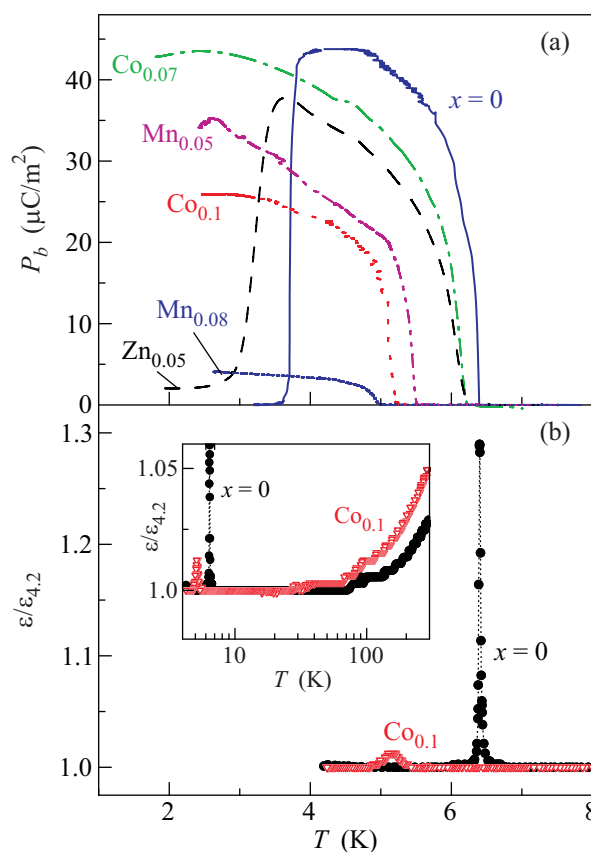 (a)
40
30
20
10
0
P_b (μC/m²)
Co₀.₀₇
x = 0
Mn₀.₀₅
Co₀.₁
Mn₀.₀₈
Zn₀.₀₅
(b)
1.3
1.2
1.1
1.0
ε/ε₄.₂
1.05
1.0
ε/ε₄.₂
x = 0
Co₀.₁
10
100
T (K)
x = 0
Co₀.₁
2
4
6
8
T (K)